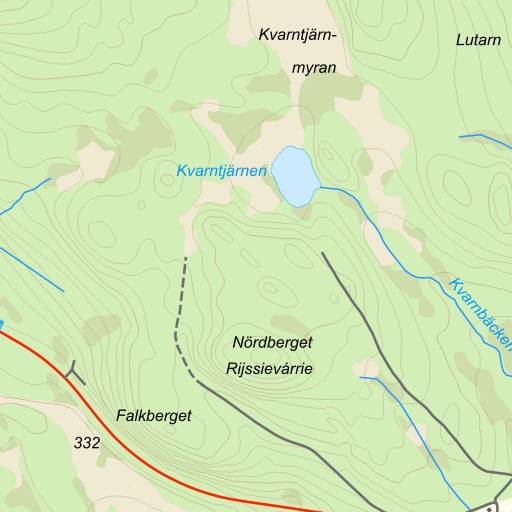 Kvarntjärn-
myran
Lutarn
Kvarntjärnen
Kvarnbäcken
Nördberget
Rijssievárrie
Falkberget
332